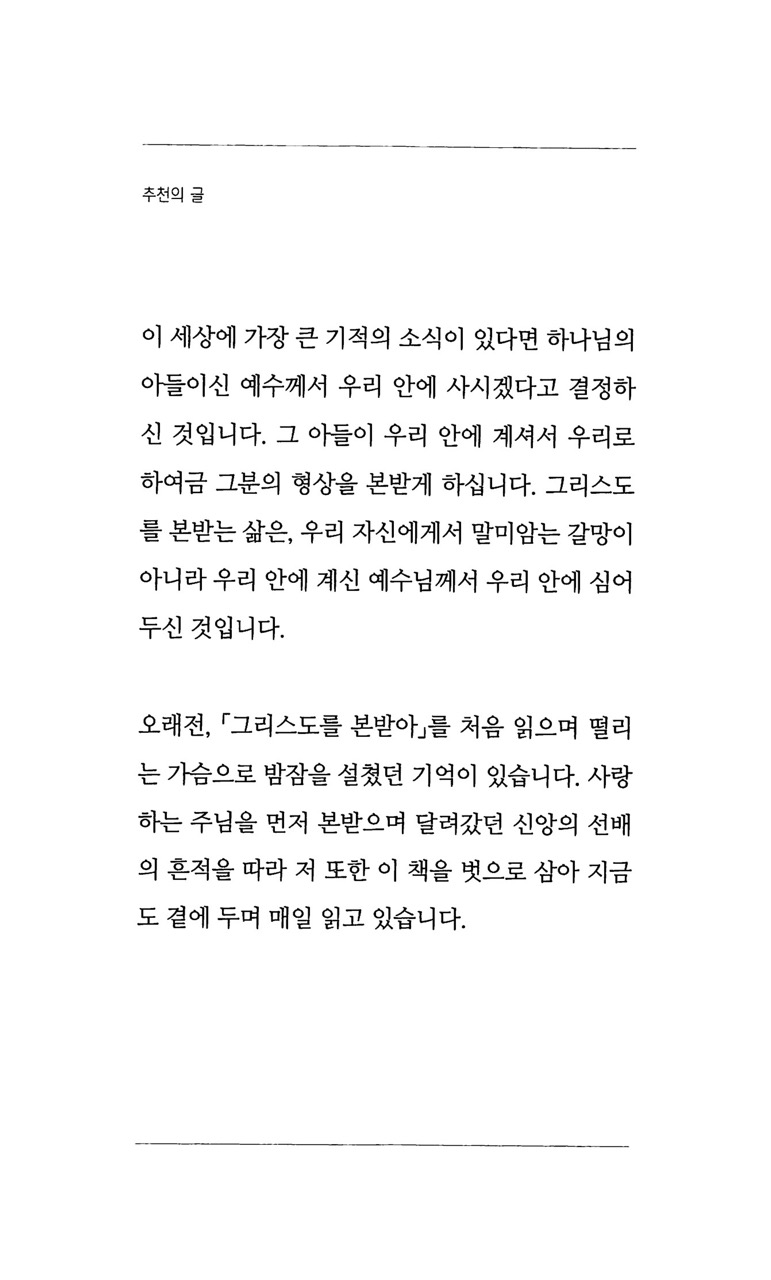 추천의 글
이 세상에 가장 큰 기적의 소식이 있다면 하나님의
아들이신 예수께서 우리 안에 사시겠다고 결정하
신 것입니다. 그 아들이 우리 안에 계셔서 우리로
하여금 그분의 형상을 본받게 하십니다. 그리스도
를 본받는 삶은, 우리 자신에게서 말미암는 갈망이
아니라 우리 안에 계신 예수님께서 우리 안에 심어
두신 것입니다.
오래전, 「그리스도를 본받아」를 처음 읽으며 떨리
는 가슴으로 밤잠을 설쳤던 기억이 있습니다. 사랑
하는 주님을 먼저 본받으며 달려갔던 신앙의 선배
의 흔적을 따라 저 또한 이 책을 벗으로 삼아 지금
도 곁에 두며 매일 읽고 있습니다.